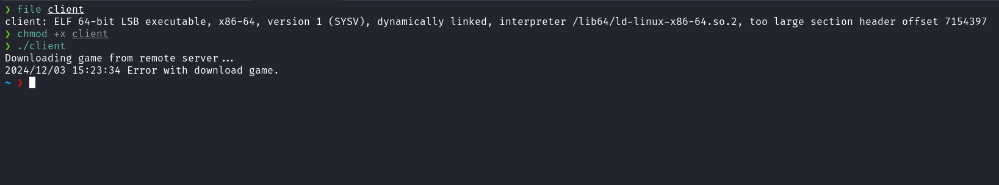 ❯ file client
client: ELF 64-bit LSB executable, x86-64, version 1 (SYSV), dynamically linked, interpreter /lib64/ld-linux-x86-64.so.2, too large section header offset 7154397
❯ chmod +x client
❯ ./client
Downloading game from remote server...
2024/12/03 15:23:34 Error with download game.
~ ❯